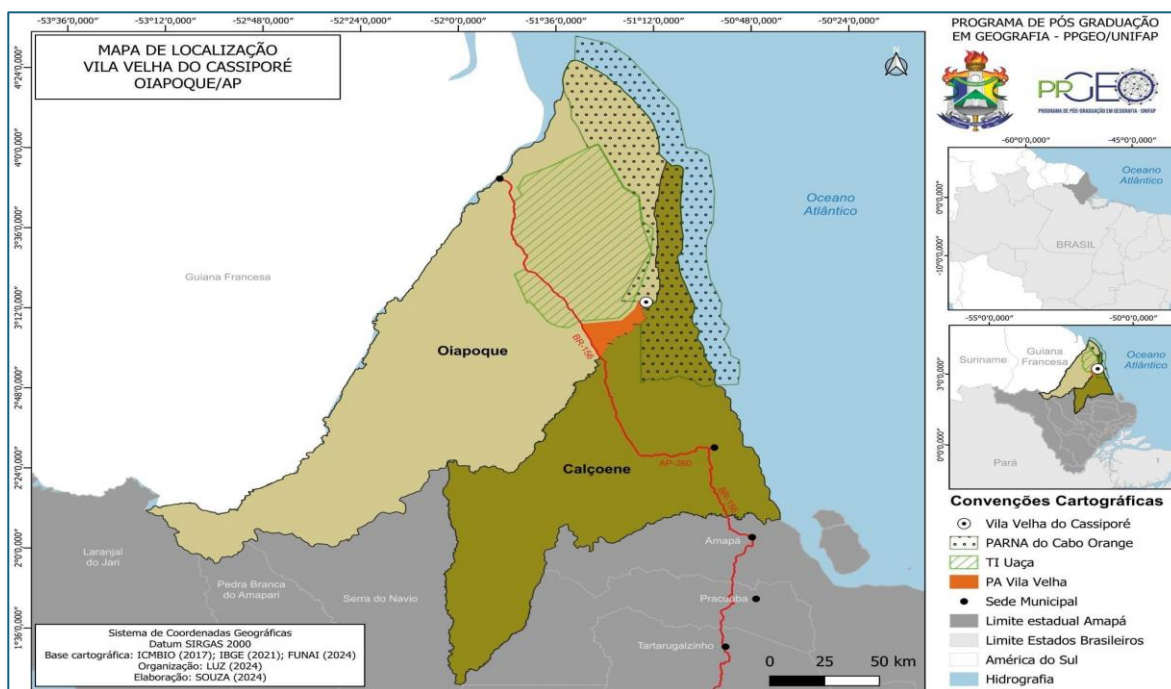 -53°36'0,000"
-53°12'0,000"
-52°48'0,000"
-52°24'0,000"
-52°0'0,000"
-51°36'0,000"
-51°12'0,000"
-50°48'0,000"
-50°24'0,000"
MAPA DE LOCALIZAÇÃO
VILA VELHA DO CASSIPORÉ
OIAPOQUE/AP
4°24'0,000"
4°0'0,000"
3°36'0,000"
3°12'0,000"
2°48'0,000"
2°24'0,000"
2°0'0,000"
1°36'0,000"
N
Oceano
Atlântico
Guiana Francesa
Oiapoque
BR-156
Calçoene
AP-260
BR-156
Amapá
Laranjal
do Jari
Pedra Branca
do Amapari
Serra do Navio
Pracuúba
Tartarugalzinho
Sistema de Coordenadas Geográficas
Datum SIRGAS 2000
Base cartográfica: ICMBIO (2017); IBGE (2021); FUNAI (2024)
Organização: LUZ (2024)
Elaboração: SOUZA (2024)
0 25 50 km
PROGRAMA DE PÓS GRADUAÇÃO
EM GEOGRAFIA - PPGEO/UNIFAP
PPGEO
PROGRAMA DE PÓS-GRADUAÇÃO EM GEOGRAFIA - UNIFAP
-60°0'0,000"
-45°0'0,000"
Oceano
Atlântico
0°0'0,000"
BRASIL
-10°0'0,000"
-55°0'0,000"
-50°0'0,000"
Suriname
Guiana
Francesa
Oceano
Atlântico
3°0'0,000"
0°0'0,000"
Pará
Convenções Cartográficas
Vila Velha do Cassiporé
PARNA do Cabo Orange
TI Uaça
PA Vila Velha
Sede Municipal
Limite estadual Amapá
Limite Estados Brasileiros
América do Sul
Hidrografia